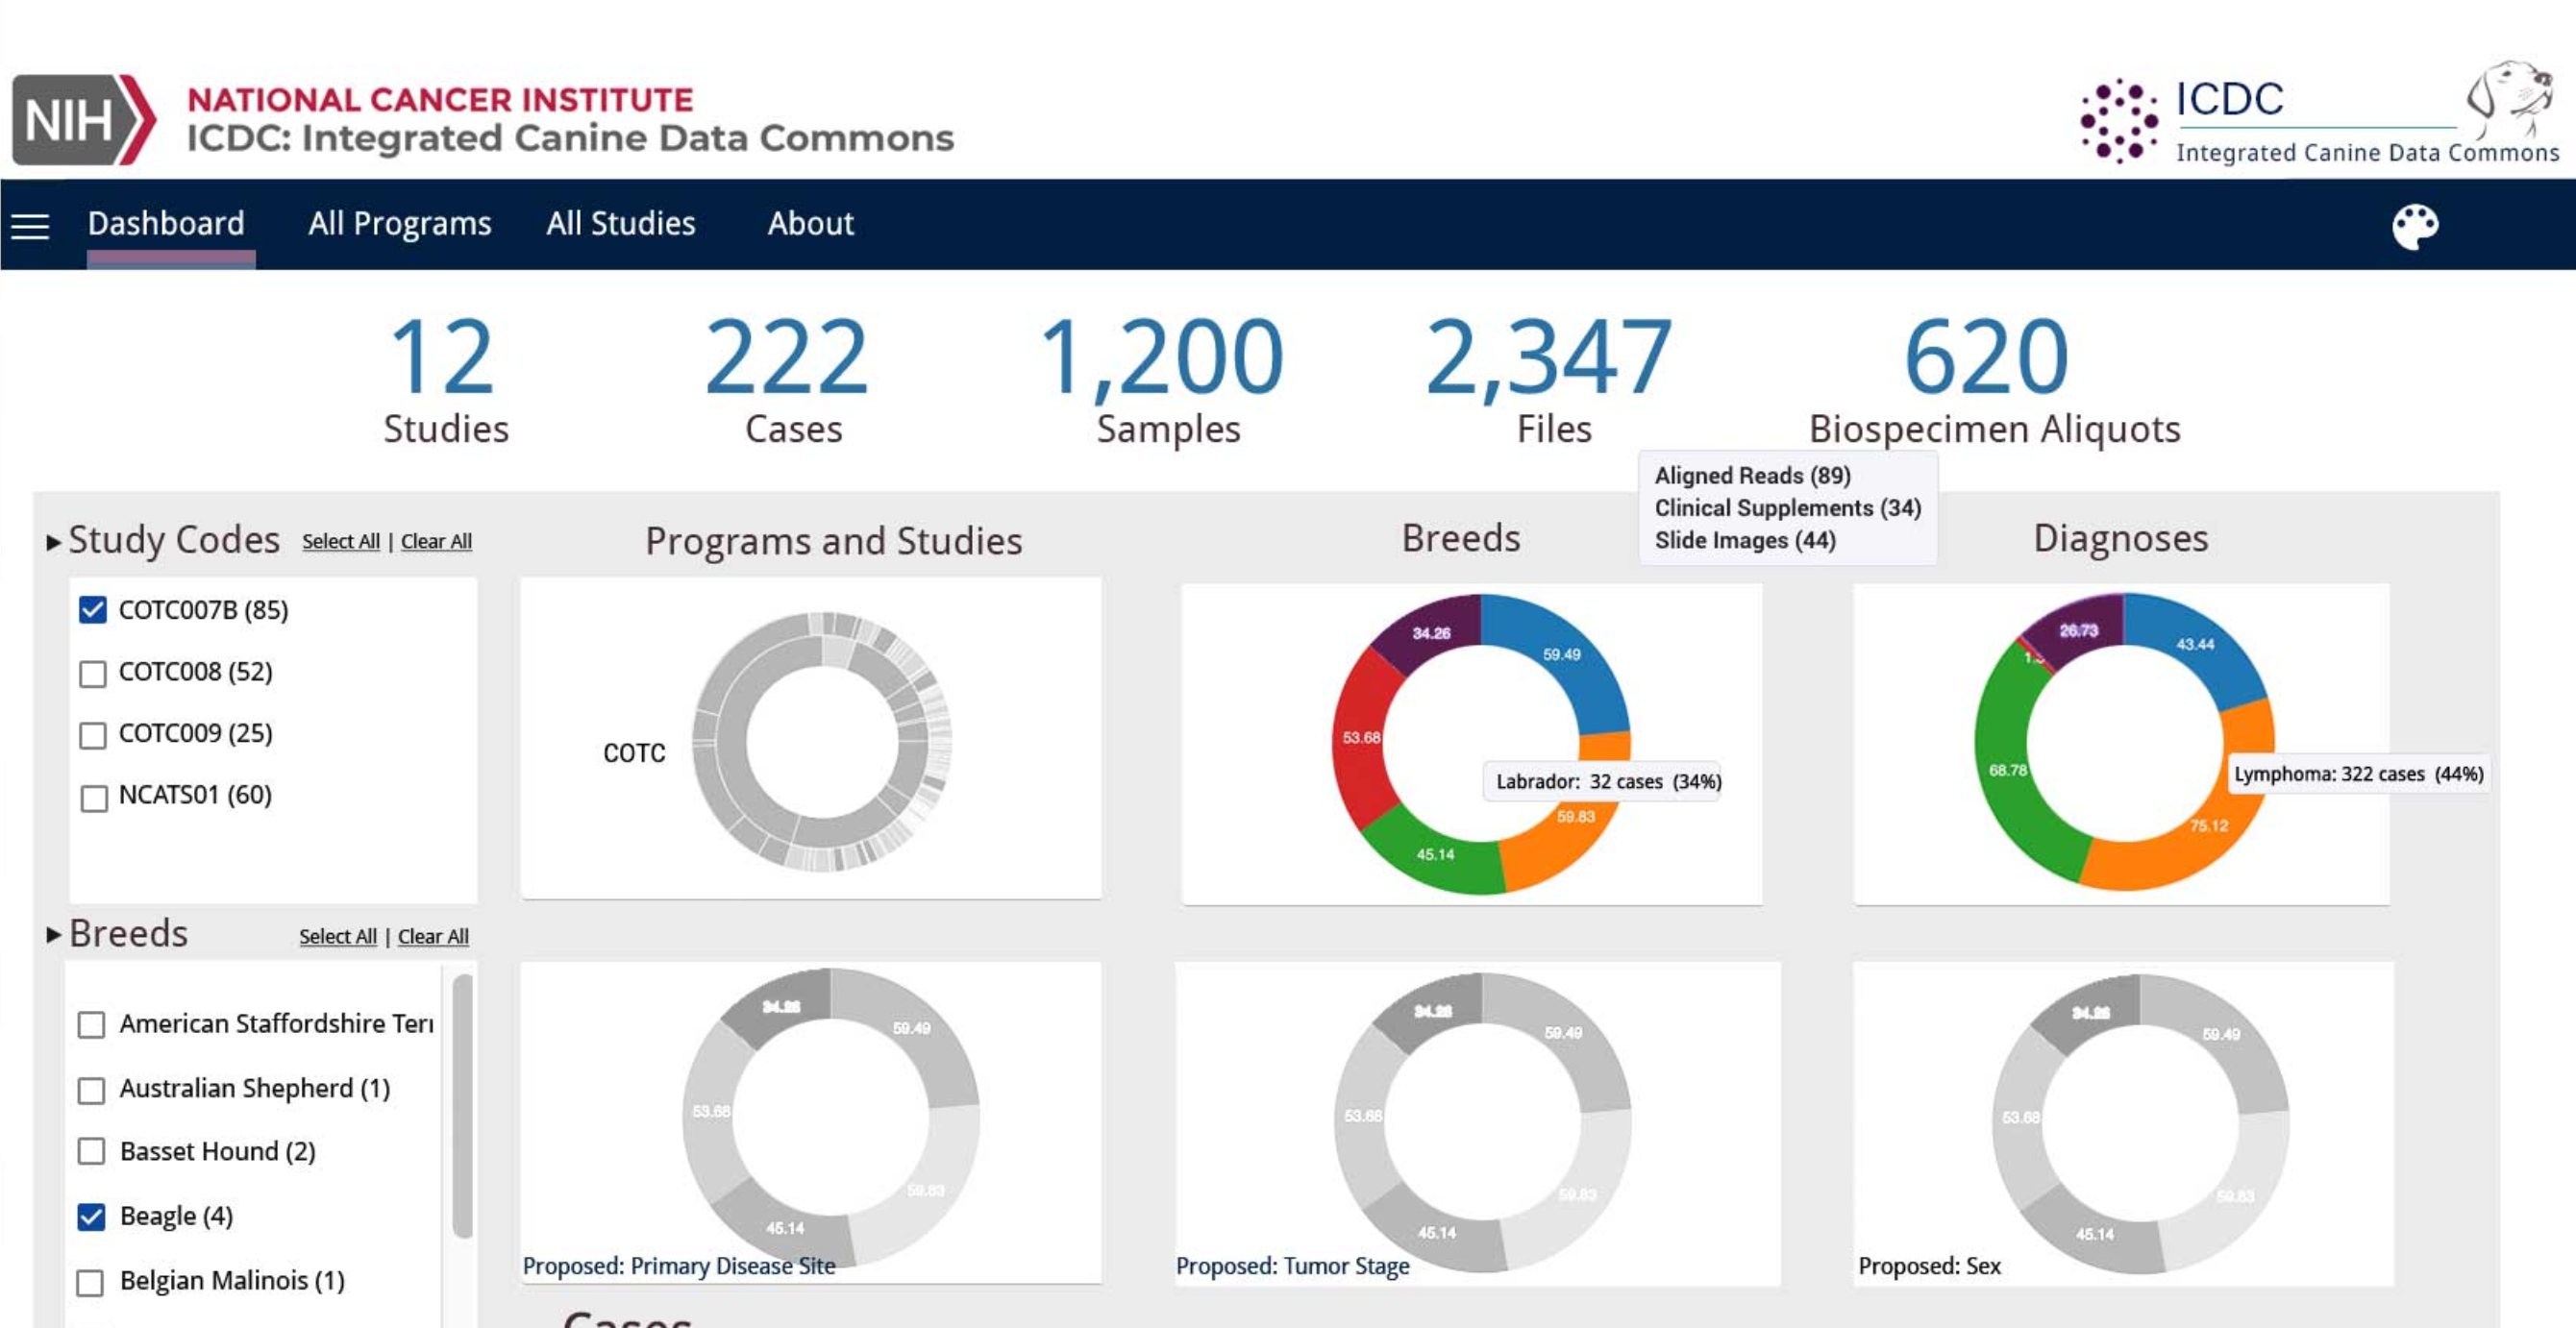 NIH
NATIONAL CANCER INSTITUTE
ICDC: Integrated Canine Data Commons
ICDC
Integrated Canine Data Commons
Dashboard
All Programs
All Studies
About
12
Studies
222
Cases
1,200
Samples
2,347
Files
620
Biospecimen Aliquots
Aligned Reads (89)
Clinical Supplements (34)
Slide Images (44)
Study Codes
Select All | Clear All
COTC007B (85)
COTC008 (52)
COTC009 (25)
NCATS01 (60)
Programs and Studies
COTC
Breeds
34.26
59.49
53.68
Labrador: 32 cases (34%)
59.83
45.14
Diagnoses
26.73
43.44
68.78
Lymphoma: 322 cases (44%)
75.12
Breeds
Select All | Clear All
American Staffordshire
Australian Shepherd (1)
Basset Hound (2)
Beagle (4)
Belgian Malinois (1)
34.26
59.49
53.68
59.83
45.14
Proposed: Primary Disease Site
34.26
59.49
53.68
59.83
45.14
Proposed: Tumor Stage
34.26
59.49
53.68
59.83
45.14
Proposed: Sex
Cases